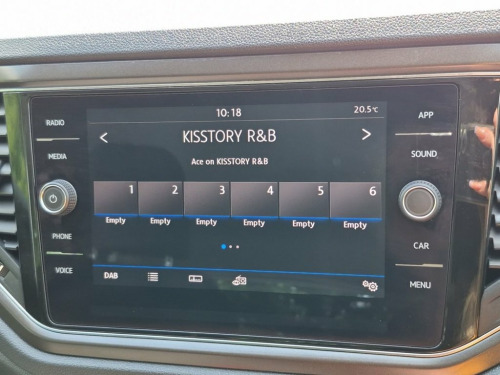 10:18
20.5°C
RADIO
MEDIA
PHONE
VOICE
KISSTORY R&B
Ace on KISSTORY R&B
1 2 3 4 5 6
Empty Empty Empty Empty Empty Empty
DAB
APP
SOUND
CAR
MENU